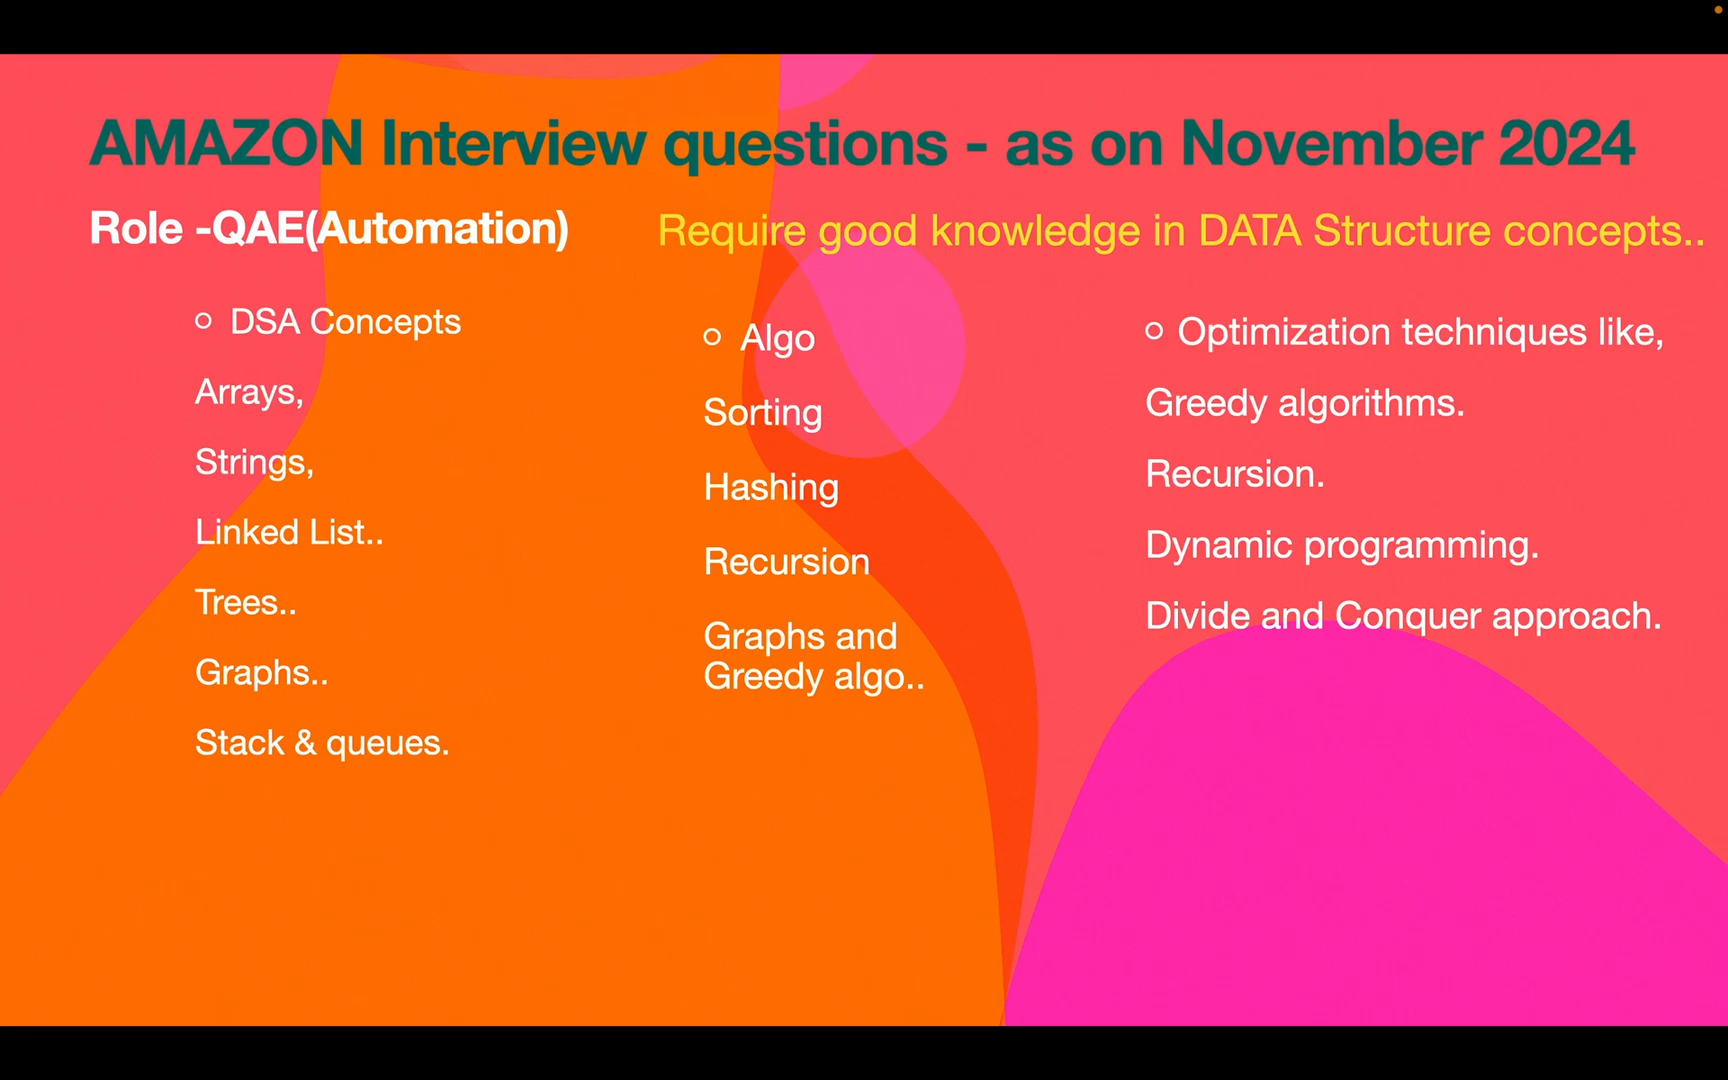 AMAZON Interview questions - as on November 2024
Role -QAE(Automation)
Require good knowledge in DATA Structure concepts..
DSA Concepts
Arrays,
Strings,
Linked List..
Trees..
Graphs..
Stack & queues.
Algo
Sorting
Hashing
Recursion
Graphs and
Greedy algo..
Optimization techniques like,
Greedy algorithms.
Recursion.
Dynamic programming.
Divide and Conquer approach.